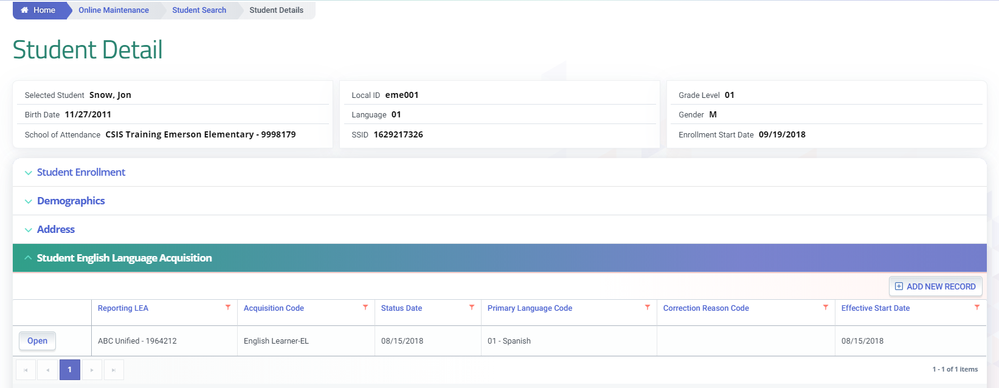 Home Online Maintenance Student Search Student Details
Student Detail
Selected Student Snow, Jon
Birth Date 11/27/2011
School of Attendance CSIS Training Emerson Elementary - 9998179
Local ID eme001
Language 01
SSID 1629217326
Grade Level 01
Gender M
Enrollment Start Date 09/19/2018
Student Enrollment
Demographics
Address
Student English Language Acquisition
ADD NEW RECORD
Reporting LEA Acquisition Code Status Date Primary Language Code Correction Reason Code Effective Start Date
Open ABC Unified - 1964212 English Learner-EL 08/15/2018 01 - Spanish 08/15/2018
1 1 - 1 of 1 items